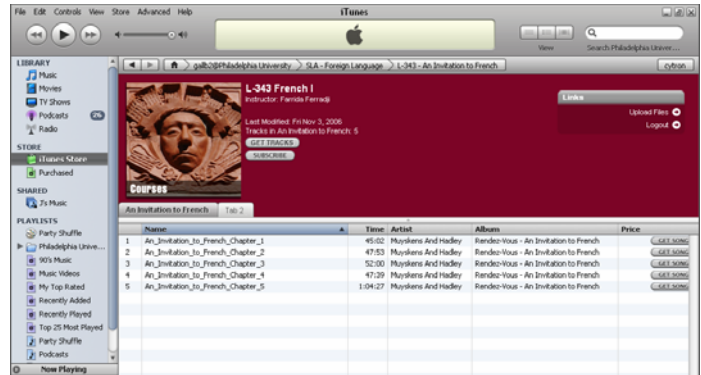 File Edit Controls View Store Advanced Help
iTunes
View
Search Philadelphia Univer...
LIBRARY
Music
Movies
TV Shows
Podcasts 26
Radio
STORE
iTunes Store
Purchased
SHARED
J's Music
PLAYLISTS
Party Shuffle
Philadelphia Unive...
90's Music
Music Videos
My Top Rated
Recently Added
Recently Played
Top 25 Most Played
Party Shuffle
Podcasts
Now Playing
Philadelphia University SLA - Foreign Language L-343 - An Invitation to French cytron
L-343 French I
Instructor: Farrida Ferradji
Last Modified: Fri Nov 3, 2006
Tracks in An Invitation to French: 5
GET TRACKS
SUBSCRIBE
Courses
Links
Upload Files
Logout
An Invitation to French Tab 2
Name Time Artist Album Price
1 An_Invitation_to_French_Chapter_1 45:02 Muyskens And Hadley Rendez-Vous - An Invitation to French GET SONG
2 An_Invitation_to_French_Chapter_2 47:53 Muyskens And Hadley Rendez-Vous - An Invitation to French GET SONG
3 An_Invitation_to_French_Chapter_3 52:00 Muyskens And Hadley Rendez-Vous - An Invitation to French GET SONG
4 An_Invitation_to_French_Chapter_4 47:39 Muyskens And Hadley Rendez-Vous - An Invitation to French GET SONG
5 An_Invitation_to_French_Chapter_5 1:04:27 Muyskens And Hadley Rendez-Vous - An Invitation to French GET SONG